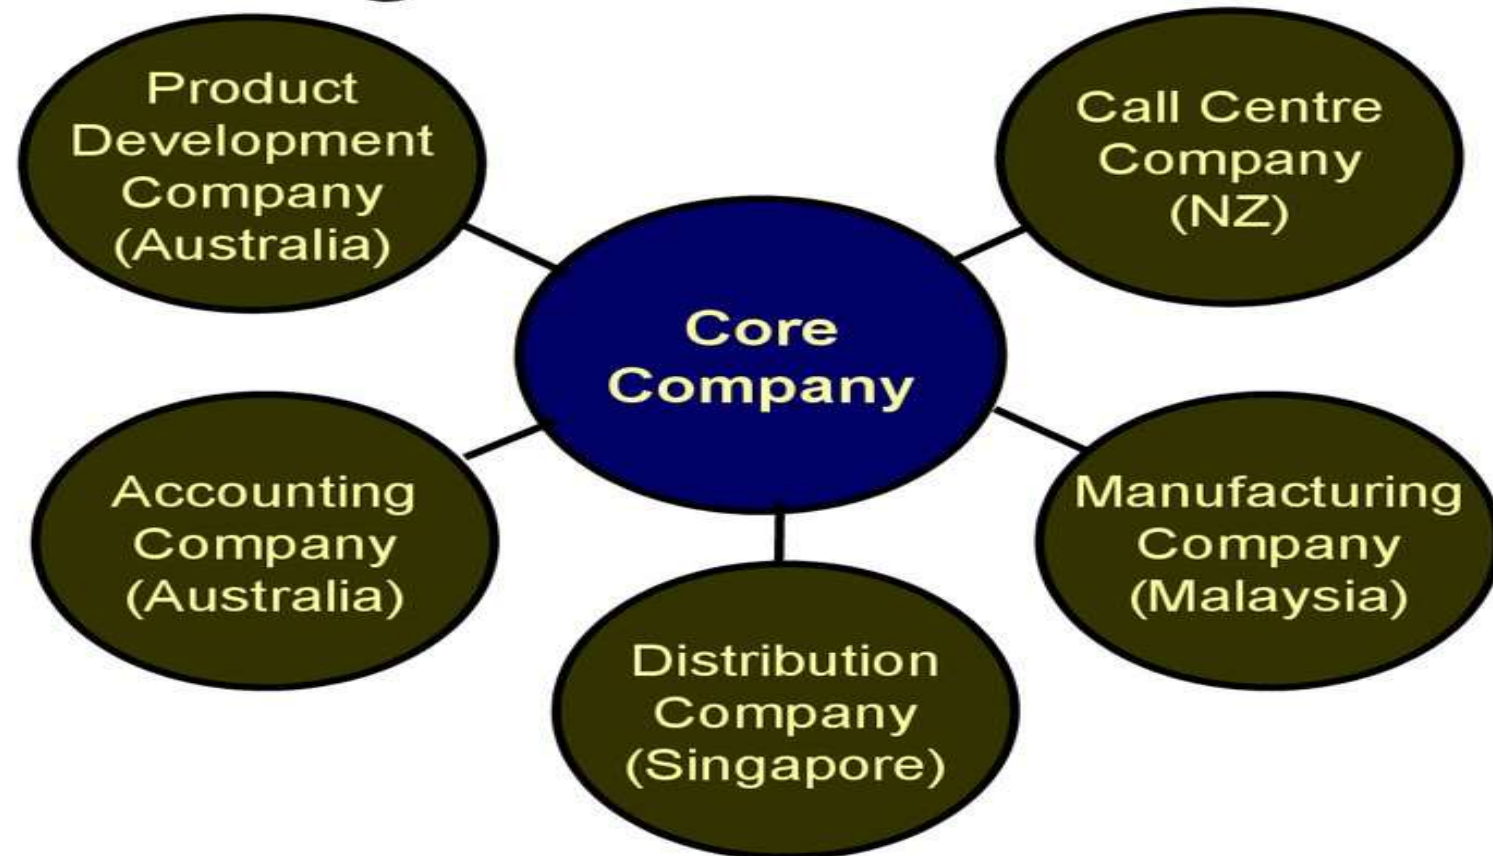 Product
Development
Company
(Australia)
Call Centre
Company
(NZ)
Core
Company
Accounting
Company
(Australia)
Manufacturing
Company
(Malaysia)
Distribution
Company
(Singapore)